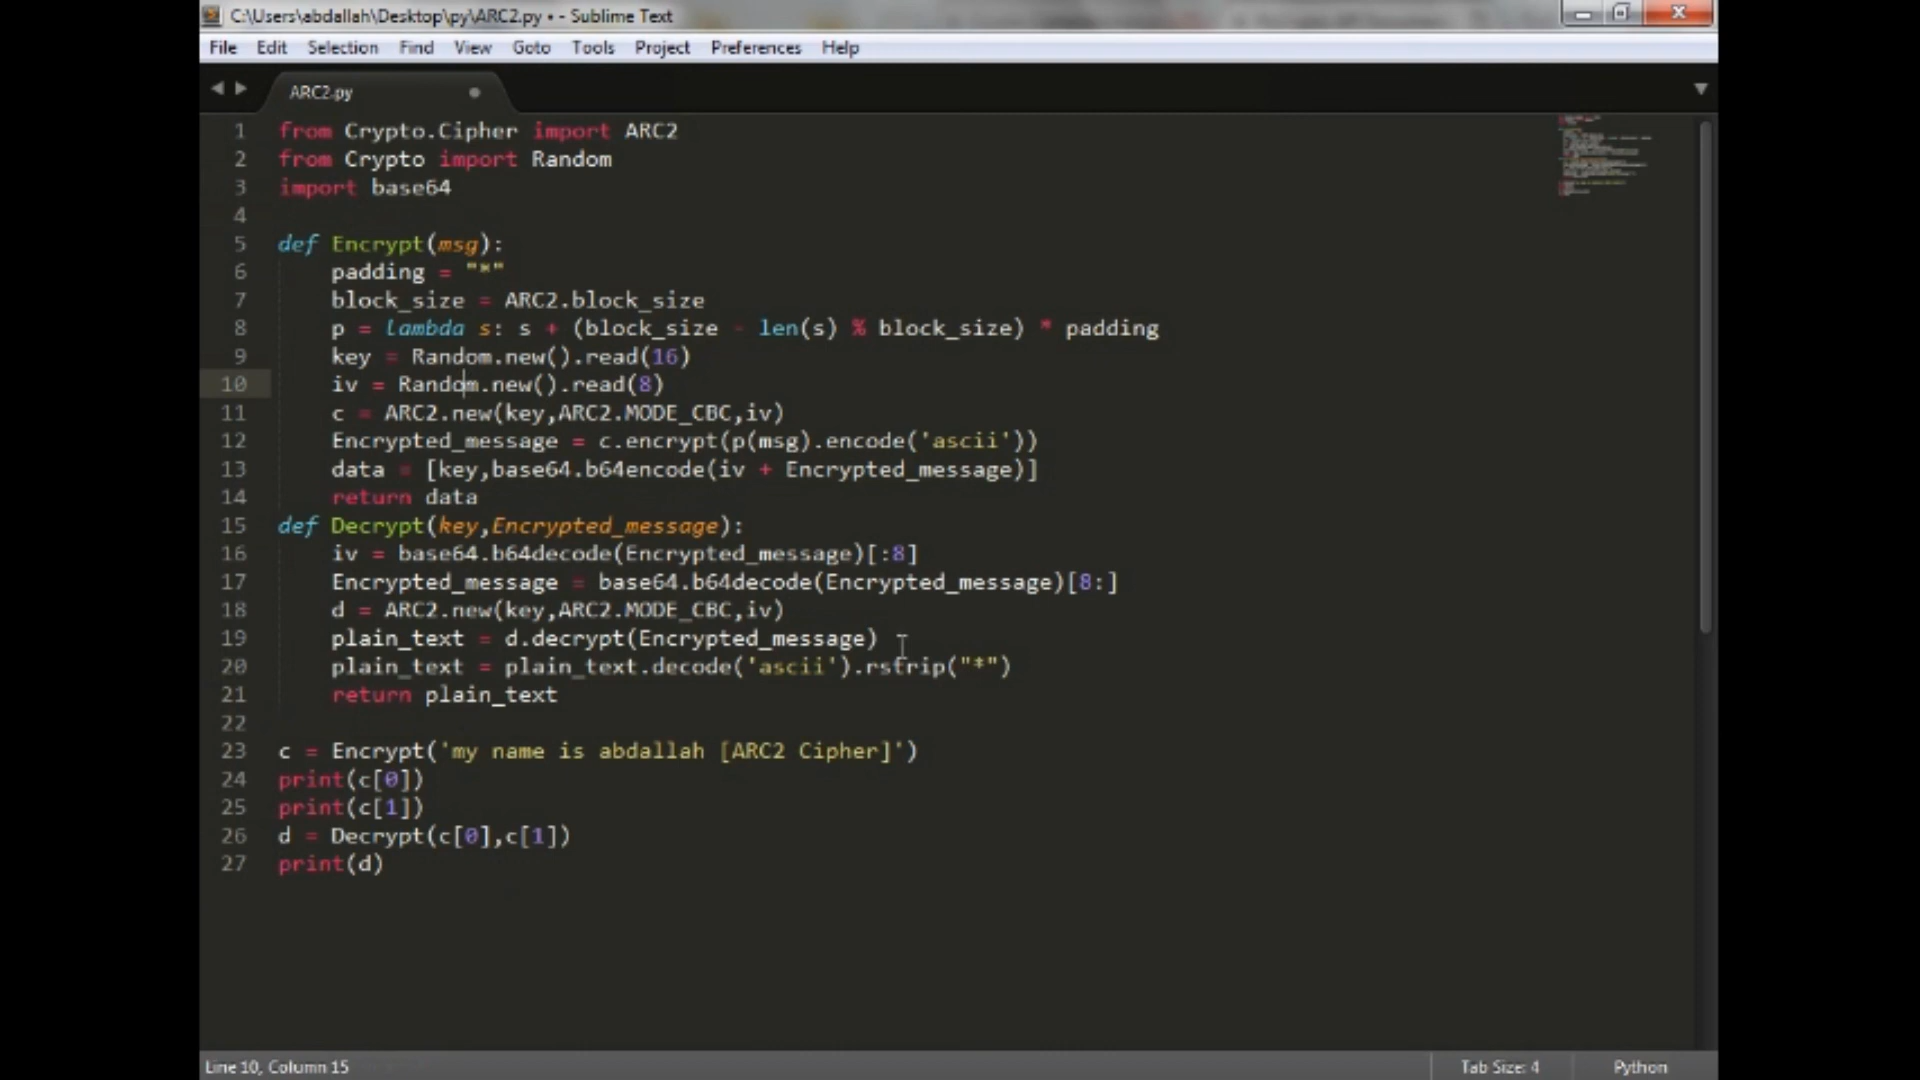 C:\Users\abdallah\Desktop\py\ARC2.py • - Sublime Text
File Edit Selection Find View Goto Tools Project Preferences Help
ARC2.py
1 from Crypto.Cipher import ARC2
2 from Crypto import Random
3 import base64
4
5 def Encrypt(msg):
6     padding = "*"
7     block_size = ARC2.block_size
8     p = lambda s: s + (block_size - len(s) % block_size) * padding
9     key = Random.new().read(16)
10     iv = Random.new().read(8)
11     c = ARC2.new(key,ARC2.MODE_CBC,iv)
12     Encrypted_message = c.encrypt(p(msg).encode('ascii'))
13     data = [key,base64.b64encode(iv + Encrypted_message)]
14     return data
15 def Decrypt(key,Encrypted_message):
16     iv = base64.b64decode(Encrypted_message)[:8]
17     Encrypted_message = base64.b64decode(Encrypted_message)[8:]
18     d = ARC2.new(key,ARC2.MODE_CBC,iv)
19     plain_text = d.decrypt(Encrypted_message)
20     plain_text = plain_text.decode('ascii').rstrip("*")
21     return plain_text
22
23 c = Encrypt('my name is abdallah [ARC2 Cipher]')
24 print(c[0])
25 print(c[1])
26 d = Decrypt(c[0],c[1])
27 print(d)
Line 10, Column 15 Tab Size: 4 Python